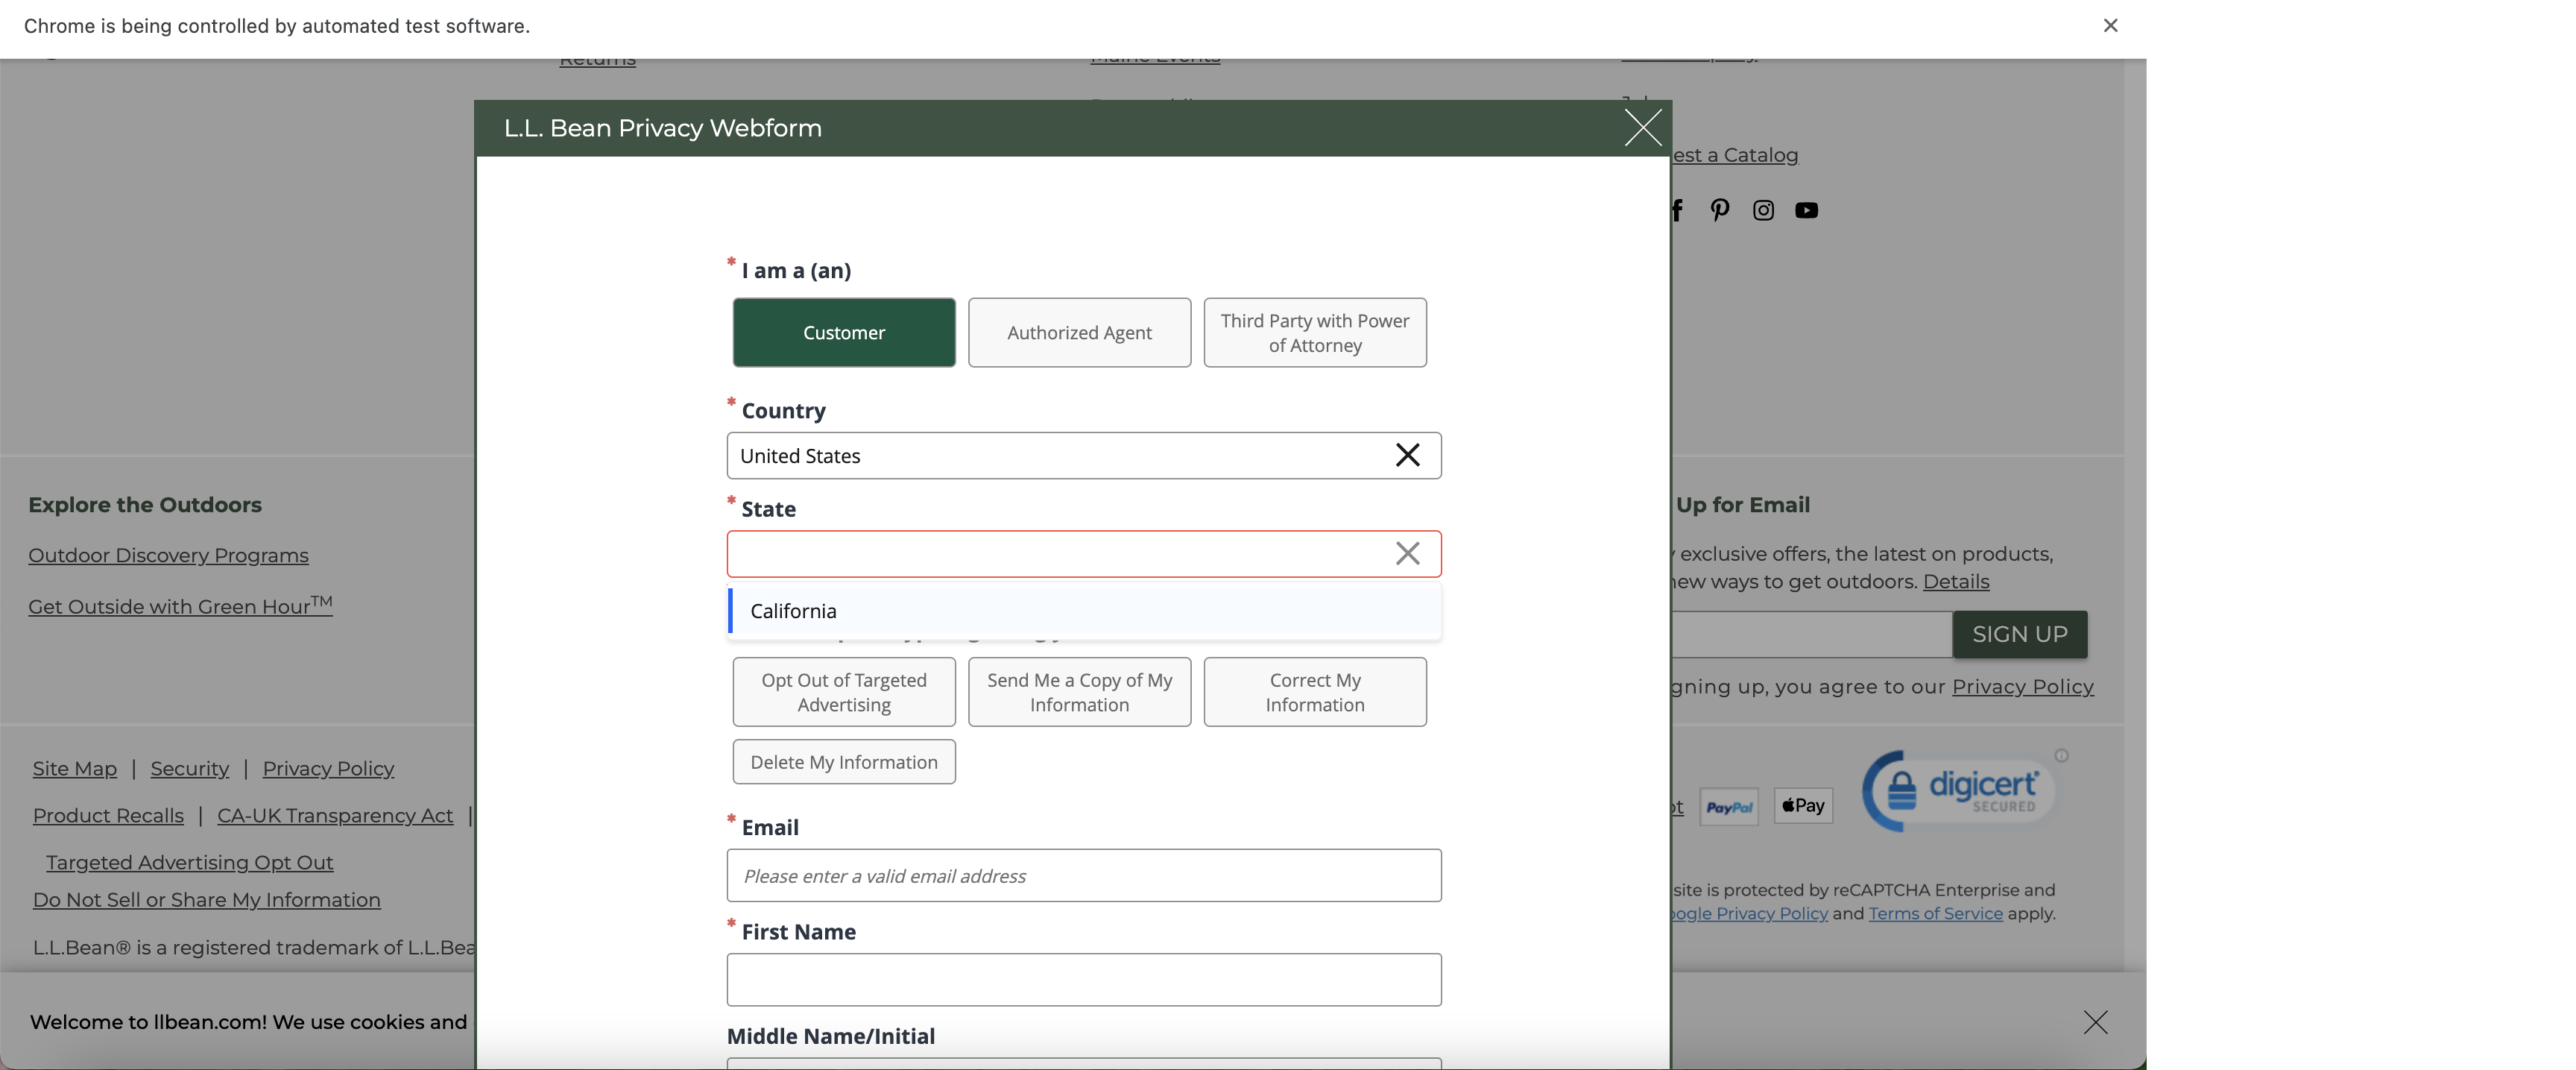 Chrome is being controlled by automated test software.
Returns
Maine Events
L.L. Bean Privacy Webform
est a Catalog
* I am a (an)
Customer
Authorized Agent
Third Party with Power
of Attorney
* Country
United States
* State
California
Opt Out of Targeted
Advertising
Send Me a Copy of My
Information
Correct My
Information
Delete My Information
* Email
Please enter a valid email address
* First Name
Middle Name/Initial
Explore the Outdoors
Outdoor Discovery Programs
Get Outside with Green Hour™
Site Map | Security | Privacy Policy
Product Recalls | CA-UK Transparency Act |
Targeted Advertising Opt Out
Do Not Sell or Share My Information
L.L.Bean® is a registered trademark of L.L.Bea
Welcome to llbean.com! We use cookies and
Up for Email
exclusive offers, the latest on products,
new ways to get outdoors. Details
SIGN UP
gning up, you agree to our Privacy Policy
PayPal
Pay
digicert
SECURED
site is protected by reCAPTCHA Enterprise and
ogle Privacy Policy and Terms of Service apply.